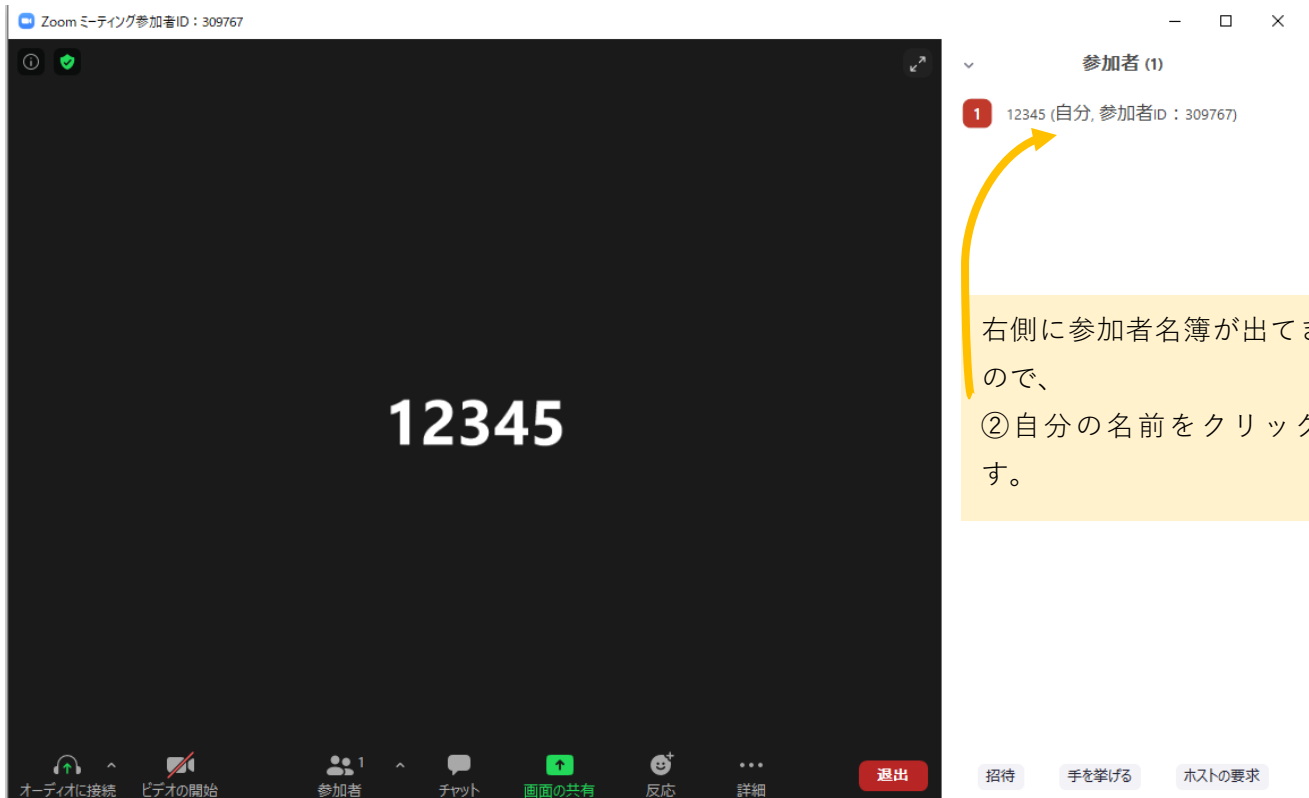 Zoom ミーティング参加者ID：309767
参加者 (1)
1 12345 (自分, 参加者ID：309767)
右側に参加者名簿が出て
ので、
②自分の名前をクリック
す。
12345
オーディオに接続 ビデオの開始 参加者 1 チャット 画面の共有 反応 詳細 退出
招待 手を挙げる ホストの要求